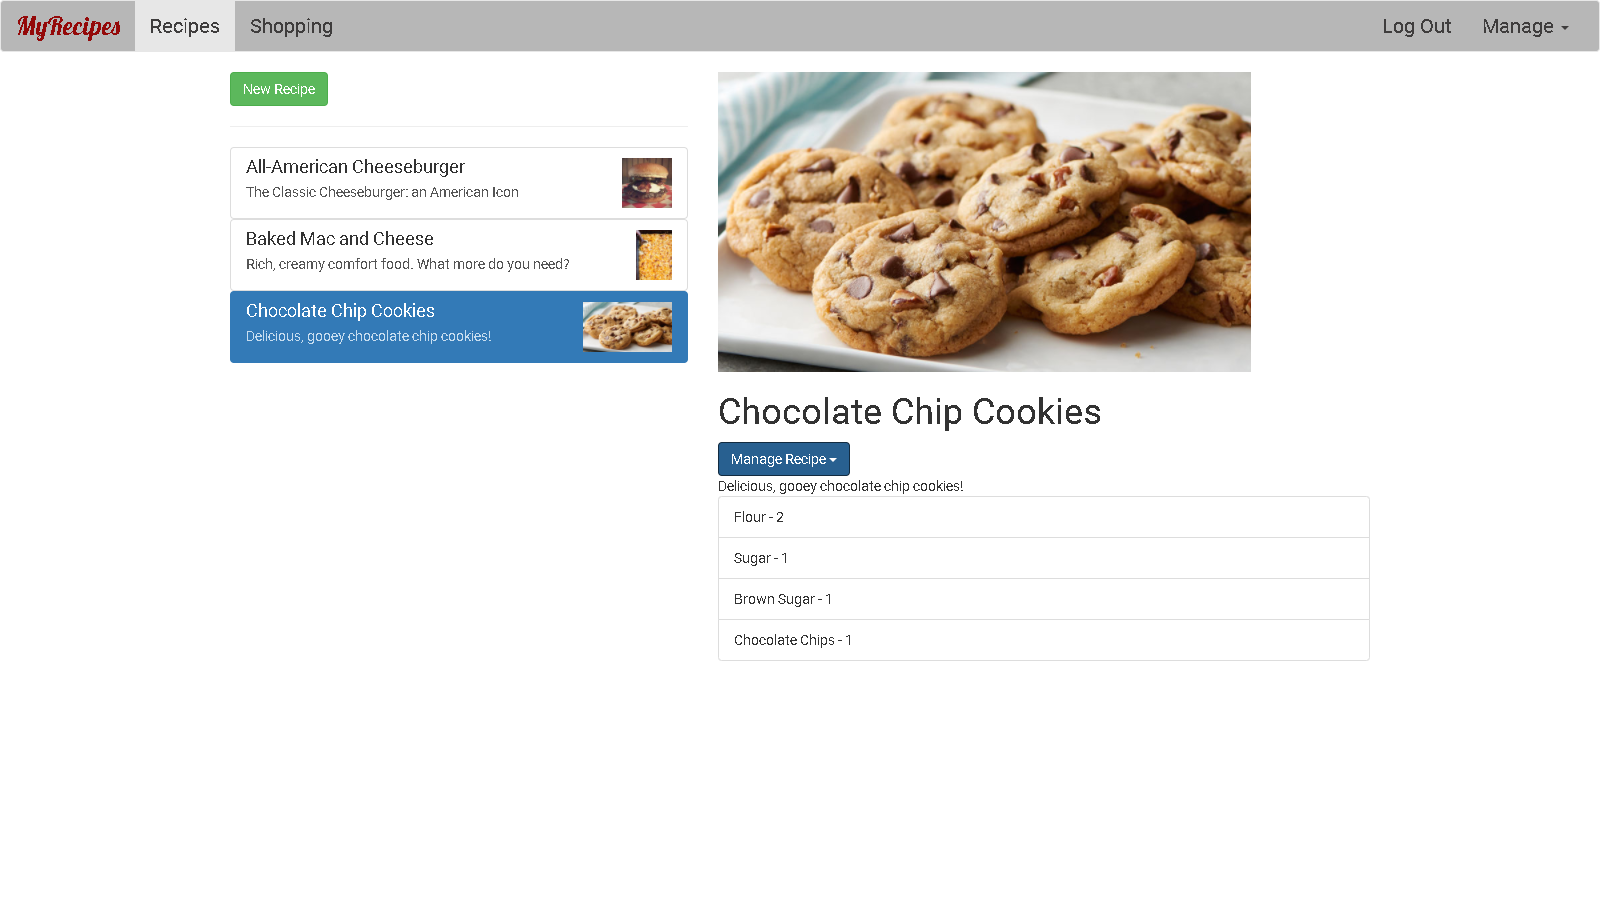 MyRecipes Recipes Shopping Log Out Manage
New Recipe
All-American Cheeseburger
The Classic Cheeseburger: an American Icon
Baked Mac and Cheese
Rich, creamy comfort food. What more do you need?
Chocolate Chip Cookies
Delicious, gooey chocolate chip cookies!
Chocolate Chip Cookies
Manage Recipe
Delicious, gooey chocolate chip cookies!
Flour - 2
Sugar - 1
Brown Sugar - 1
Chocolate Chips - 1